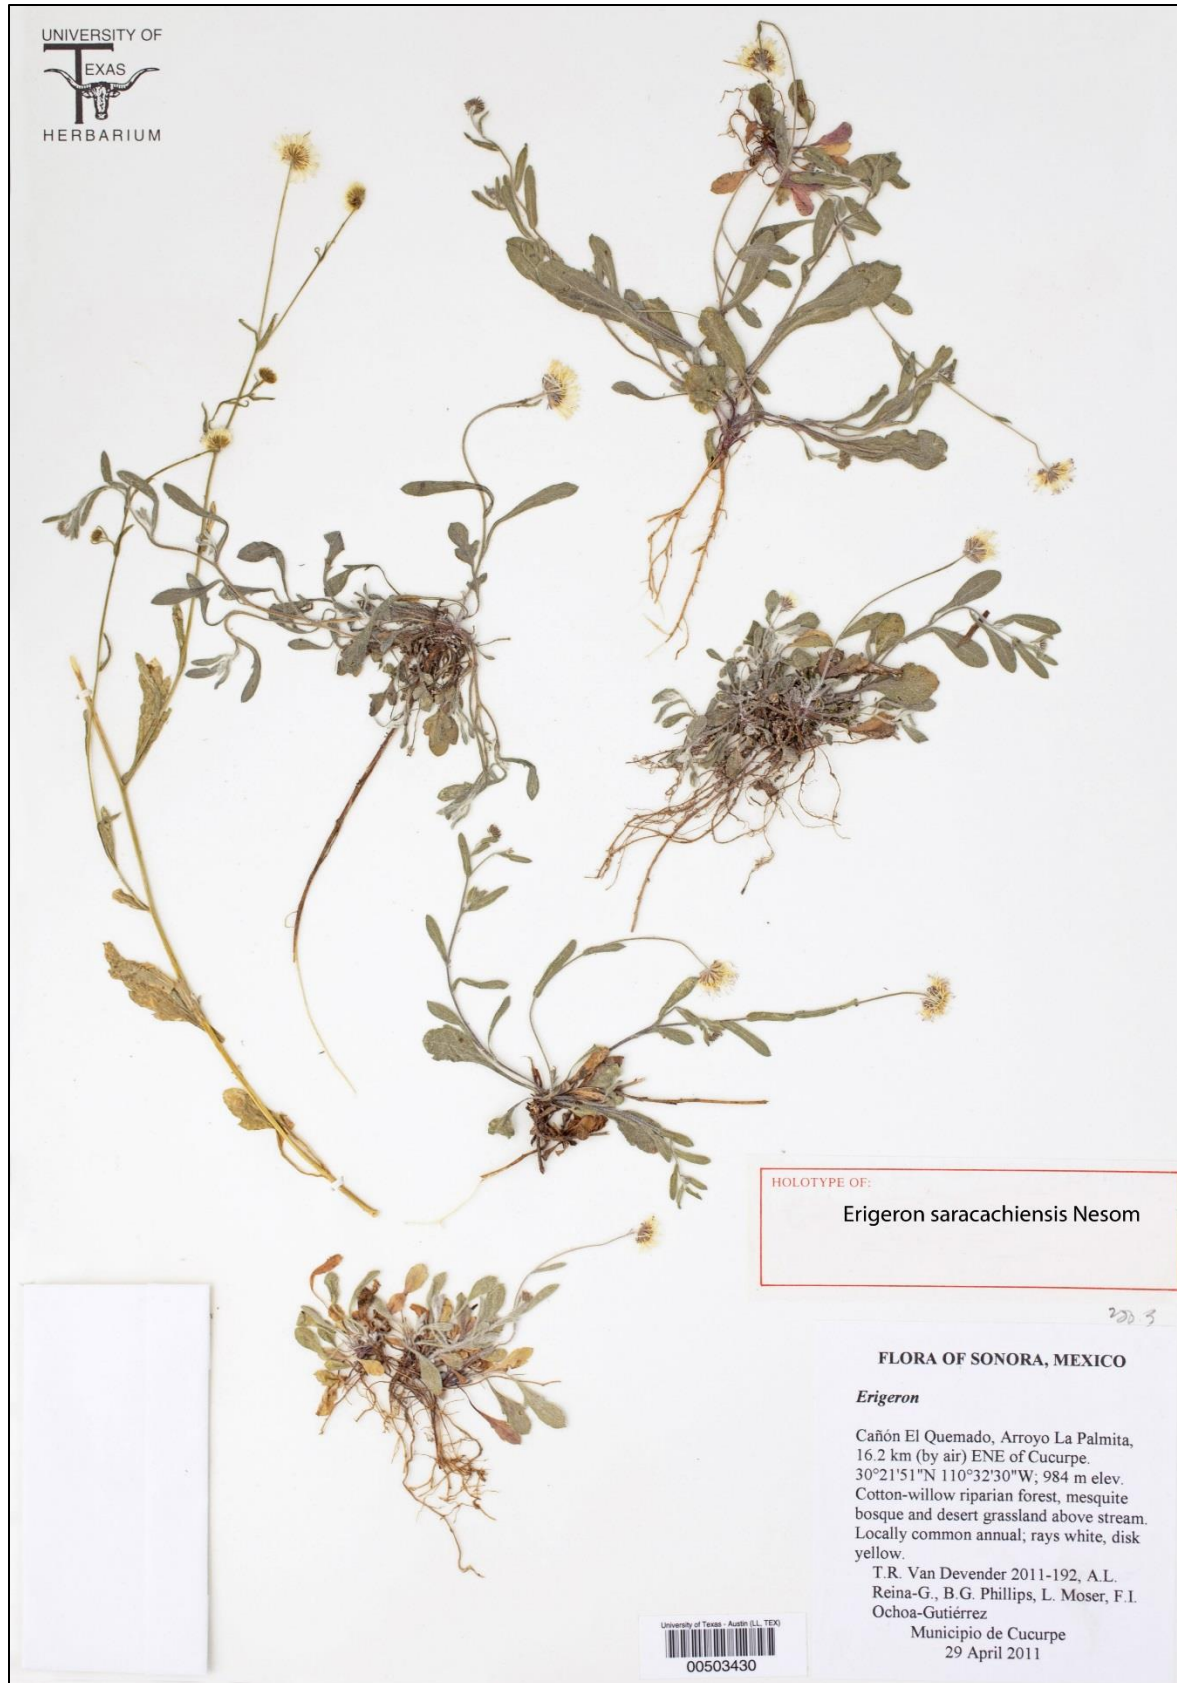 UNIVERSITY OF
TEXAS
HERBARIUM
HOLOTYPE OF:
Erigeron saracachiensis Nesom
FLORA OF SONORA, MEXICO
Erigeron
Cañón El Quemado, Arroyo La Palmita,
16.2 km (by air) ENE of Cucurpe.
30°21'51"N 110°32'30"W; 984 m elev.
Cotton-willow riparian forest, mesquite
bosque and desert grassland above stream.
Locally common annual; rays white, disk
yellow.
T.R. Van Devender 2011-192, A.L.
Reina-G., B.G. Phillips, L. Moser, F.I.
Ochoa-Gutiérrez
Municipio de Cucurpe
29 April 2011
University of Texas - Austin (LL, TEX)
00503430